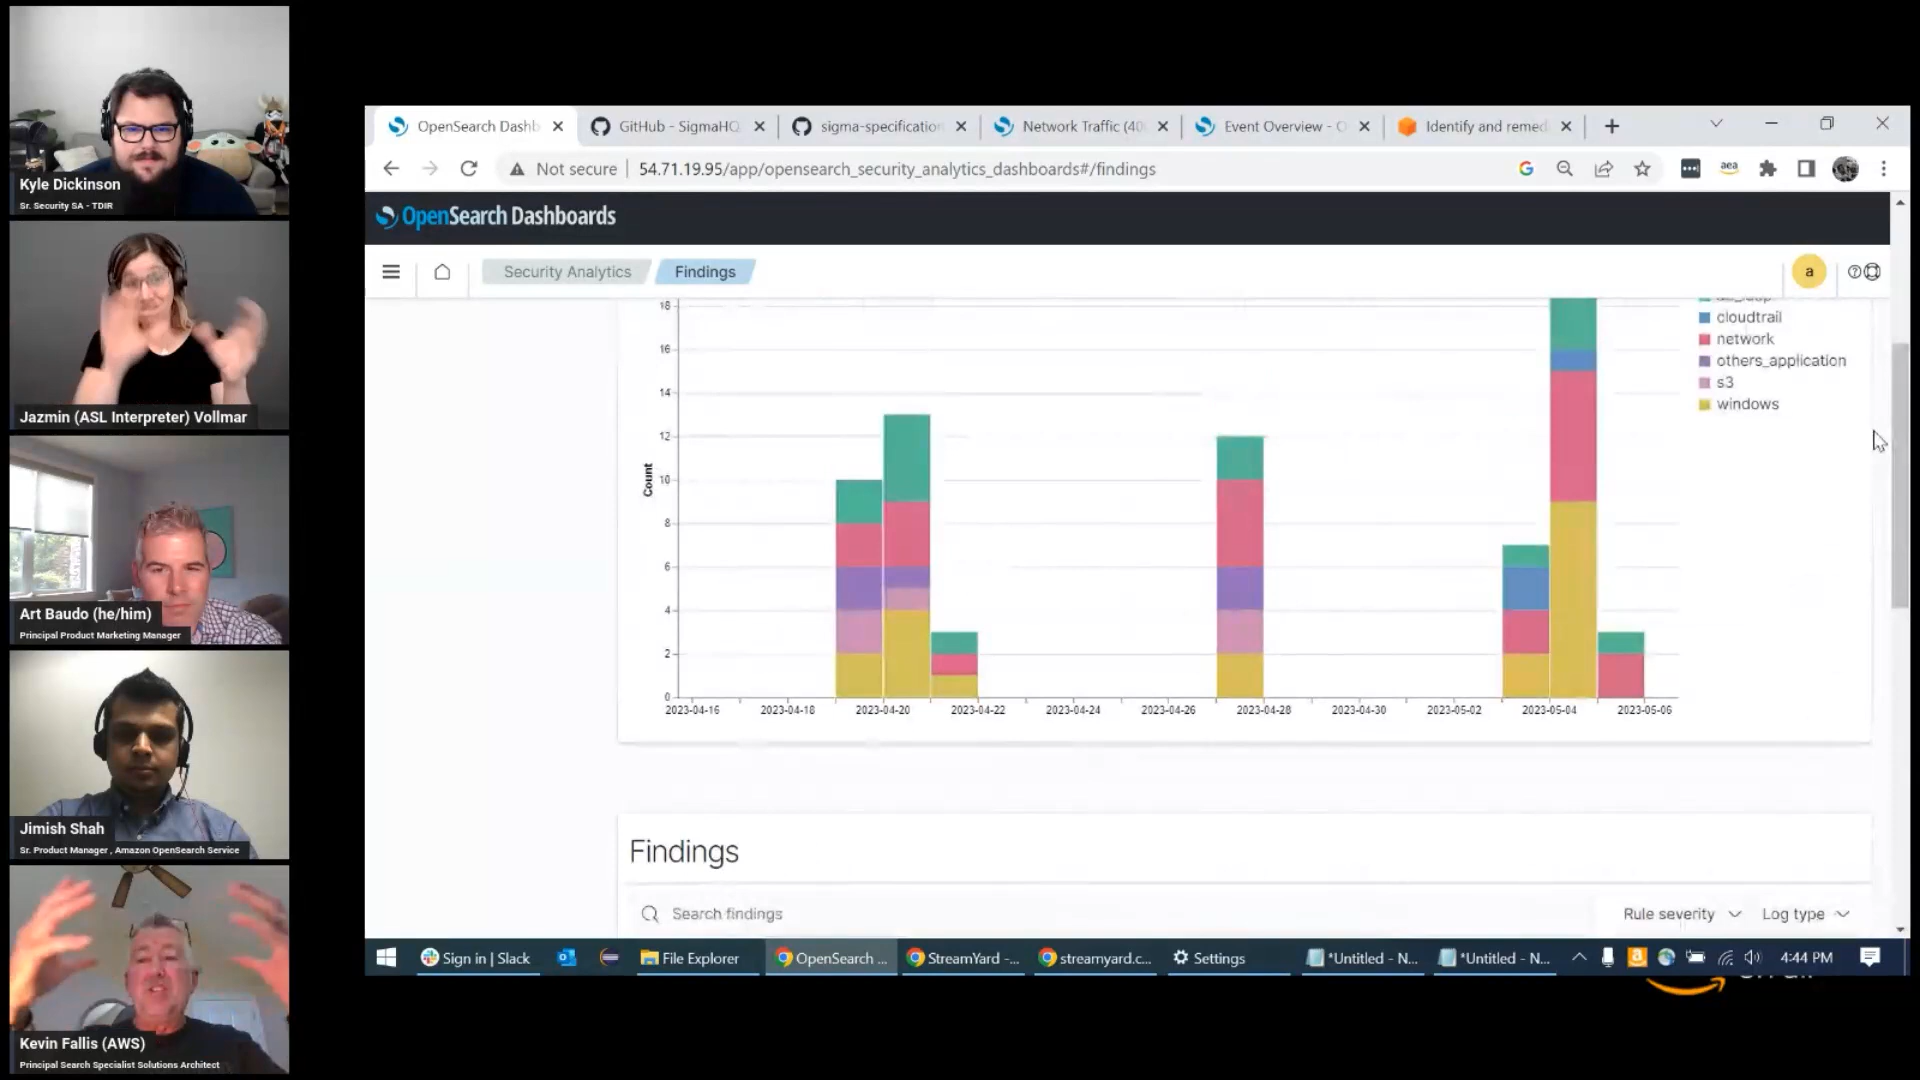 Kyle Dickinson
Sr. Security SA - TDIR
Jazmin (ASL Interpreter) Vollmar
Art Baudo (he/him)
Principal Product Marketing Manager
Jimish Shah
Sr. Product Manager , Amazon OpenSearch Service
Kevin Fallis (AWS)
Principal Search Specialist Solutions Architect
OpenSearch Dashb
GitHub - SigmaHQ
sigma-specification
Network Traffic (40
Event Overview - O
Identify and remed
Not secure
54.71.19.95/app/opensearch_security_analytics_dashboards#/findings
aea
OpenSearch Dashboards
Security Analytics
Findings
a
18
16
14
12
10
8
6
4
2
0
Count
2023-04-16
2023-04-18
2023-04-20
2023-04-22
2023-04-24
2023-04-26
2023-04-28
2023-04-30
2023-05-02
2023-05-04
2023-05-06
cloudtrail
network
others_application
s3
windows
Findings
Search findings
Rule severity
Log type
Sign in | Slack
File Explorer
OpenSearch ...
StreamYard -...
streamyard.c...
Settings
*Untitled - N...
*Untitled - N...
4:44 PM